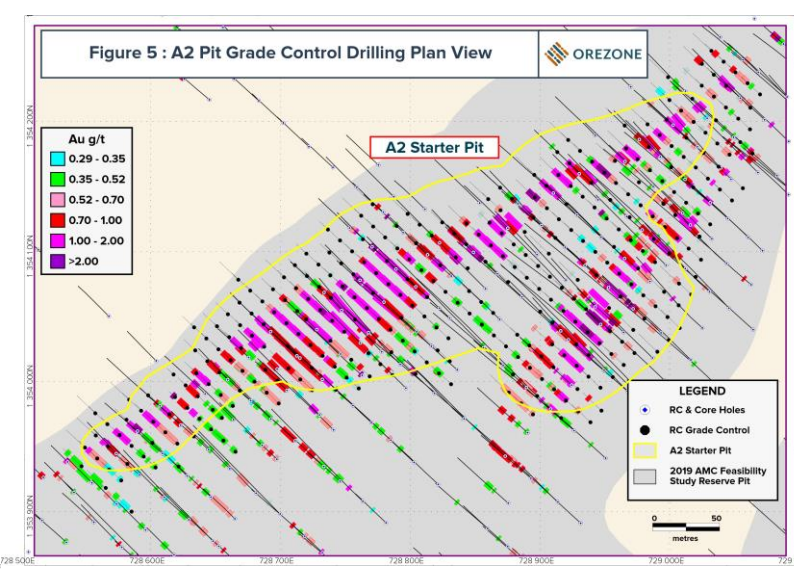 Figure 5 : A2 Pit Grade Control Drilling Plan View
OREZONE
A2 Starter Pit
Au g/t
0.29 - 0.35
0.35 - 0.52
0.52 - 0.70
0.70 - 1.00
1.00 - 2.00
>2.00
1 354 200N
1 354 100N
1 354 000N
1 353 900N
LEGEND
RC & Core Holes
RC Grade Control
A2 Starter Pit
2019 AMC Feasibility
Study Reserve Pit
0 50
metres
728 500E
728 600E
728 700E
728 800E
728 900E
729 000E
729